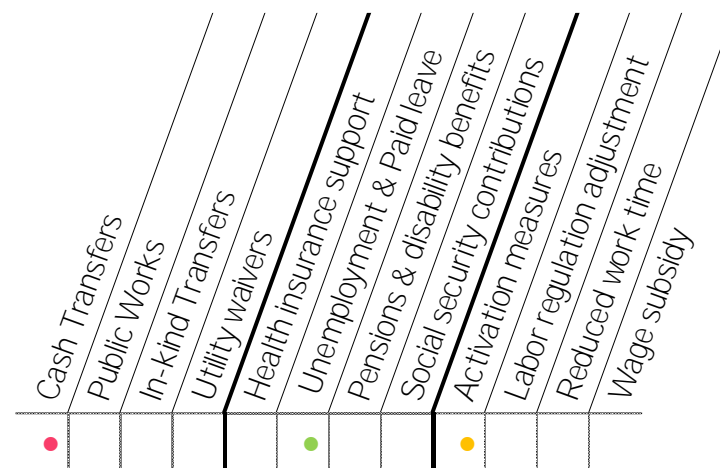 Cash Transfers
Public Works
In-Kind Transfers
Utility waivers
Health insurance support
Unemployment & Paid leave
Pensions & disability benefits
Social security contributions
Activation measures
Labor regulation adjustment
Reduced work time
Wage subsidy